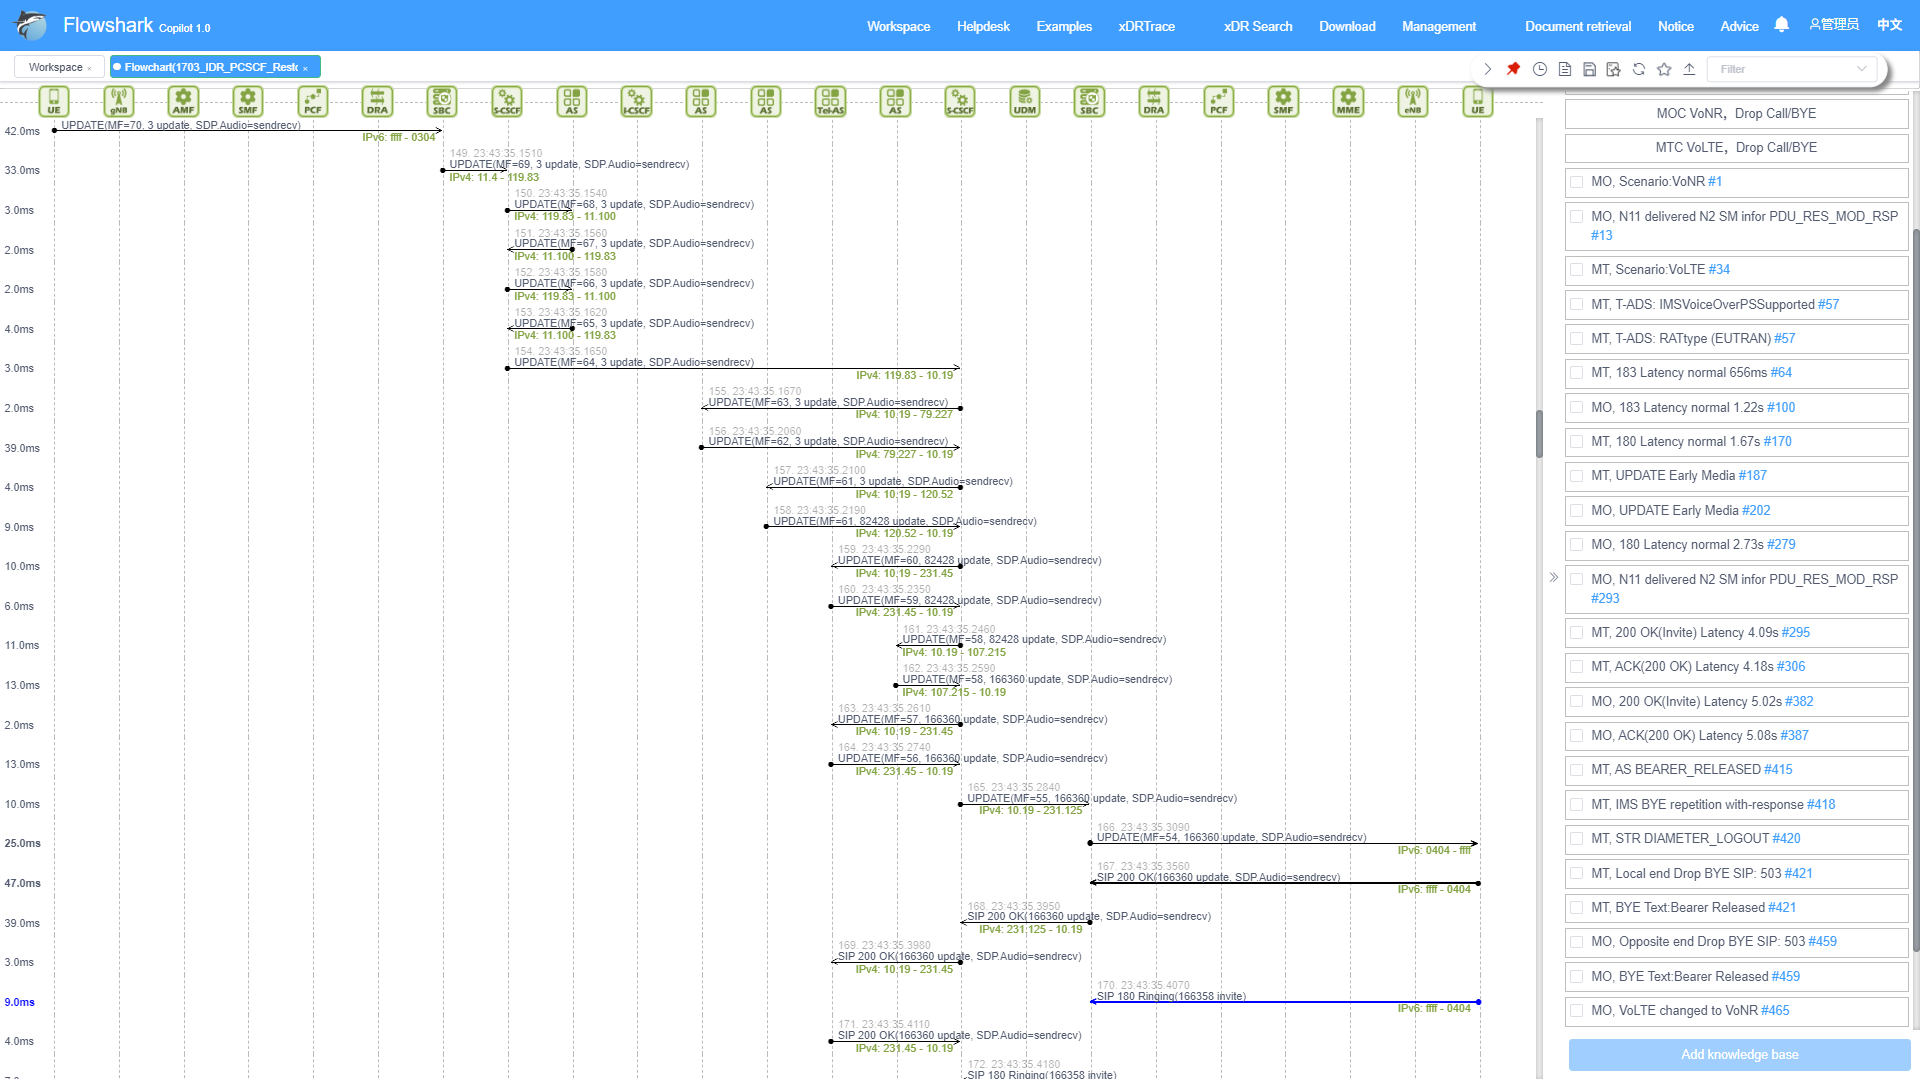 Flowshark Copilot 1.0
Workspace Helpdesk Examples xDRTrace xDR Search Download Management Document retrieval Notice Advice 管理员 中文
Workspace × Flowchart(1703_IDR_PCSCF_Resto ×
Filter
UE gNB AMF SMF PCF DRA SBC S-CSCF AS I-CSCF AS AS Tel-AS AS S-CSCF UDM SBC DRA PCF SMF MME eNB UE
42.0ms UPDATE(MF=70, 3 update, SDP.Audio=sendrecv)
IPv6: ffff - 0304
149. 23:43:35.1510
33.0ms UPDATE(MF=69, 3 update, SDP.Audio=sendrecv)
IPv4: 11.4 - 119.83
150. 23:43:35.1540
3.0ms UPDATE(MF=68, 3 update, SDP.Audio=sendrecv)
IPv4: 119.83 - 11.100
151. 23:43:35.1560
2.0ms UPDATE(MF=67, 3 update, SDP.Audio=sendrecv)
IPv4: 11.100 - 119.83
152. 23:43:35.1580
2.0ms UPDATE(MF=66, 3 update, SDP.Audio=sendrecv)
IPv4: 119.83 - 11.100
153. 23:43:35.1620
4.0ms UPDATE(MF=65, 3 update, SDP.Audio=sendrecv)
IPv4: 11.100 - 119.83
154. 23:43:35.1650
3.0ms UPDATE(MF=64, 3 update, SDP.Audio=sendrecv)
IPv4: 119.83 - 10.19
155. 23:43:35.1670
2.0ms UPDATE(MF=63, 3 update, SDP.Audio=sendrecv)
IPv4: 10.19 - 79.227
156. 23:43:35.2060
39.0ms UPDATE(MF=62, 3 update, SDP.Audio=sendrecv)
IPv4: 79.227 - 10.19
157. 23:43:35.2100
4.0ms UPDATE(MF=61, 3 update, SDP.Audio=sendrecv)
IPv4: 10.19 - 120.52
158. 23:43:35.2190
9.0ms UPDATE(MF=61, 82428 update, SDP.Audio=sendrecv)
IPv4: 120.52 - 10.19
159. 23:43:35.2290
10.0ms UPDATE(MF=60, 82428 update, SDP.Audio=sendrecv)
IPv4: 10.19 - 231.45
160. 23:43:35.2350
6.0ms UPDATE(MF=59, 82428 update, SDP.Audio=sendrecv)
IPv4: 231.45 - 10.19
161. 23:43:35.2460
11.0ms UPDATE(MF=58, 82428 update, SDP.Audio=sendrecv)
IPv4: 10.19 - 107.215
162. 23:43:35.2590
13.0ms UPDATE(MF=58, 166360 update, SDP.Audio=sendrecv)
IPv4: 107.215 - 10.19
163. 23:43:35.2610
2.0ms UPDATE(MF=57, 166360 update, SDP.Audio=sendrecv)
IPv4: 10.19 - 231.45
164. 23:43:35.2740
13.0ms UPDATE(MF=56, 166360 update, SDP.Audio=sendrecv)
IPv4: 231.45 - 10.19
165. 23:43:35.2840
10.0ms UPDATE(MF=55, 166360 update, SDP.Audio=sendrecv)
IPv4: 10.19 - 231.125
166. 23:43:35.3090
25.0ms UPDATE(MF=54, 166360 update, SDP.Audio=sendrecv)
IPv6: 0404 - ffff
167. 23:43:35.3560
47.0ms SIP 200 OK(166360 update, SDP.Audio=sendrecv)
IPv6: ffff - 0404
168. 23:43:35.3950
39.0ms SIP 200 OK(166360 update, SDP.Audio=sendrecv)
IPv4: 231.125 - 10.19
169. 23:43:35.3980
3.0ms SIP 200 OK(166360 update, SDP.Audio=sendrecv)
IPv4: 10.19 - 231.45
170. 23:43:35.4070
9.0ms SIP 180 Ringing(166358 invite)
IPv6: ffff - 0404
171. 23:43:35.4110
4.0ms SIP 200 OK(166360 update, SDP.Audio=sendrecv)
IPv4: 231.45 - 10.19
172. 23:43:35.4180
SIP 180 Ringing(166358 invite)
MOC VoNR，Drop Call/BYE
MTC VoLTE，Drop Call/BYE
MO, Scenario:VoNR #1
MO, N11 delivered N2 SM infor PDU_RES_MOD_RSP
#13
MT, Scenario:VoLTE #34
MT, T-ADS: IMSVoiceOverPSSupported #57
MT, T-ADS: RATtype (EUTRAN) #57
MT, 183 Latency normal 656ms #64
MO, 183 Latency normal 1.22s #100
MT, 180 Latency normal 1.67s #170
MT, UPDATE Early Media #187
MO, UPDATE Early Media #202
MO, 180 Latency normal 2.73s #279
MO, N11 delivered N2 SM infor PDU_RES_MOD_RSP
#293
MT, 200 OK(Invite) Latency 4.09s #295
MT, ACK(200 OK) Latency 4.18s #306
MO, 200 OK(Invite) Latency 5.02s #382
MO, ACK(200 OK) Latency 5.08s #387
MT, AS BEARER_RELEASED #415
MT, IMS BYE repetition with-response #418
MT, STR DIAMETER_LOGOUT #420
MT, Local end Drop BYE SIP: 503 #421
MT, BYE Text:Bearer Released #421
MO, Opposite end Drop BYE SIP: 503 #459
MO, BYE Text:Bearer Released #459
MO, VoLTE changed to VoNR #465
Add knowledge base